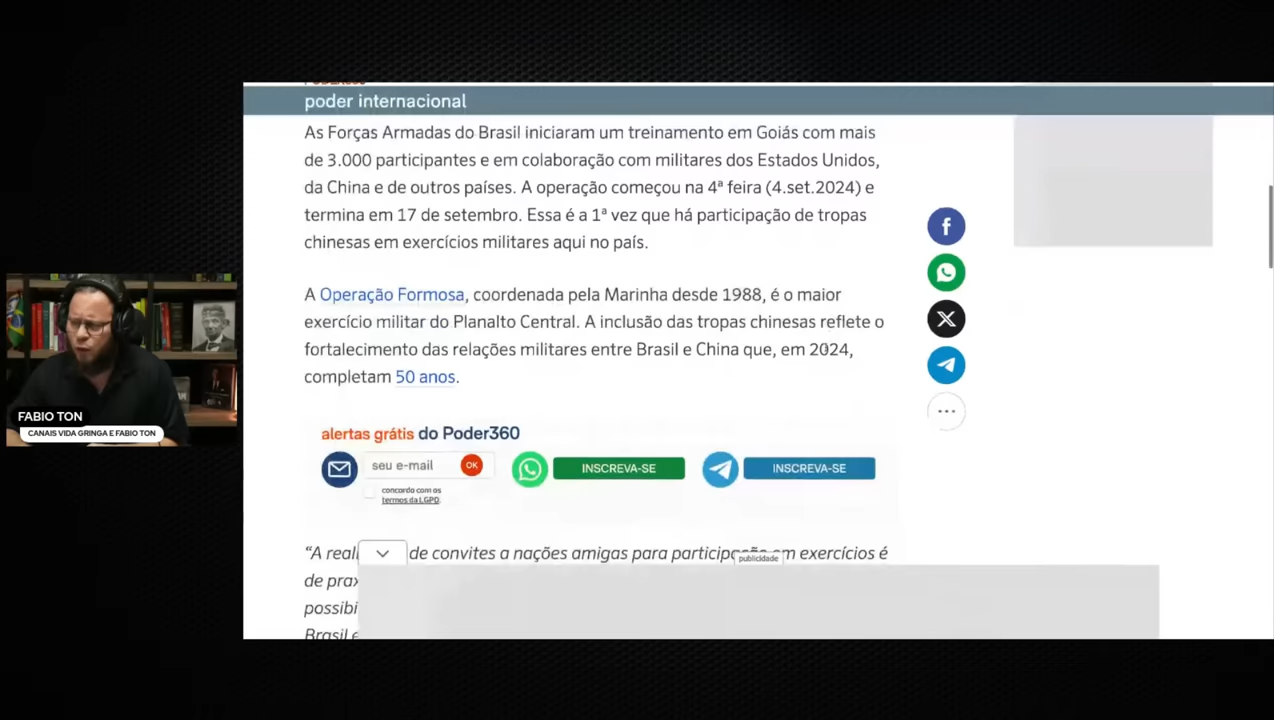 poder internacional
As Forças Armadas do Brasil iniciaram um treinamento em Goiás com mais
de 3.000 participantes e em colaboração com militares dos Estados Unidos,
da China e de outros países. A operação começou na 4ª feira (4.set.2024) e
termina em 17 de setembro. Essa é a 1ª vez que há participação de tropas
chinesas em exercícios militares aqui no país.
A Operação Formosa, coordenada pela Marinha desde 1988, é o maior
exercício militar do Planalto Central. A inclusão das tropas chinesas reflete o
fortalecimento das relações militares entre Brasil e China que, em 2024,
completam 50 anos.
FABIO TON
CANAIS VIDA GRINGA E FABIO TON
alertas grátis do Poder360
seu e-mail
OK
INSCREVA-SE
INSCREVA-SE
concordo com os
termos da LGPD.
“A real de convites a nações amigas para em exercícios é
publicidade
de
possibi
Brasil e